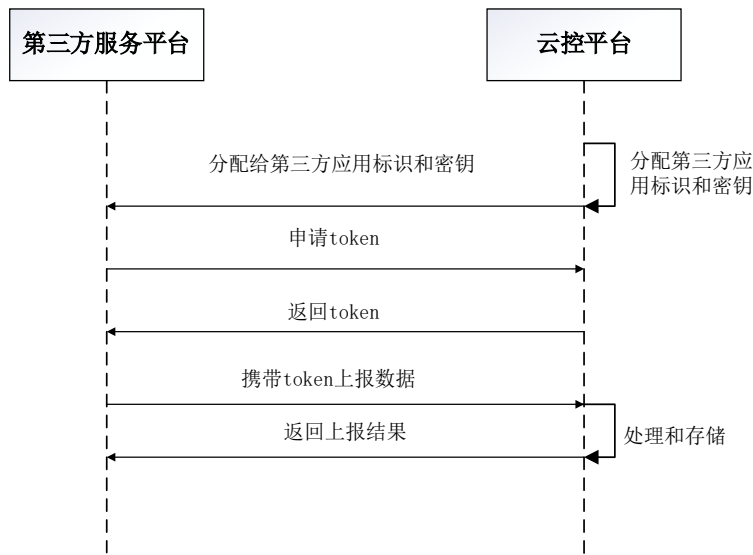 第三方服务平台
云控平台
分配给第三方应用标识和密钥
分配第三方应
用标识和密钥
申请token
返回token
携带token上报数据
返回上报结果
处理和存储